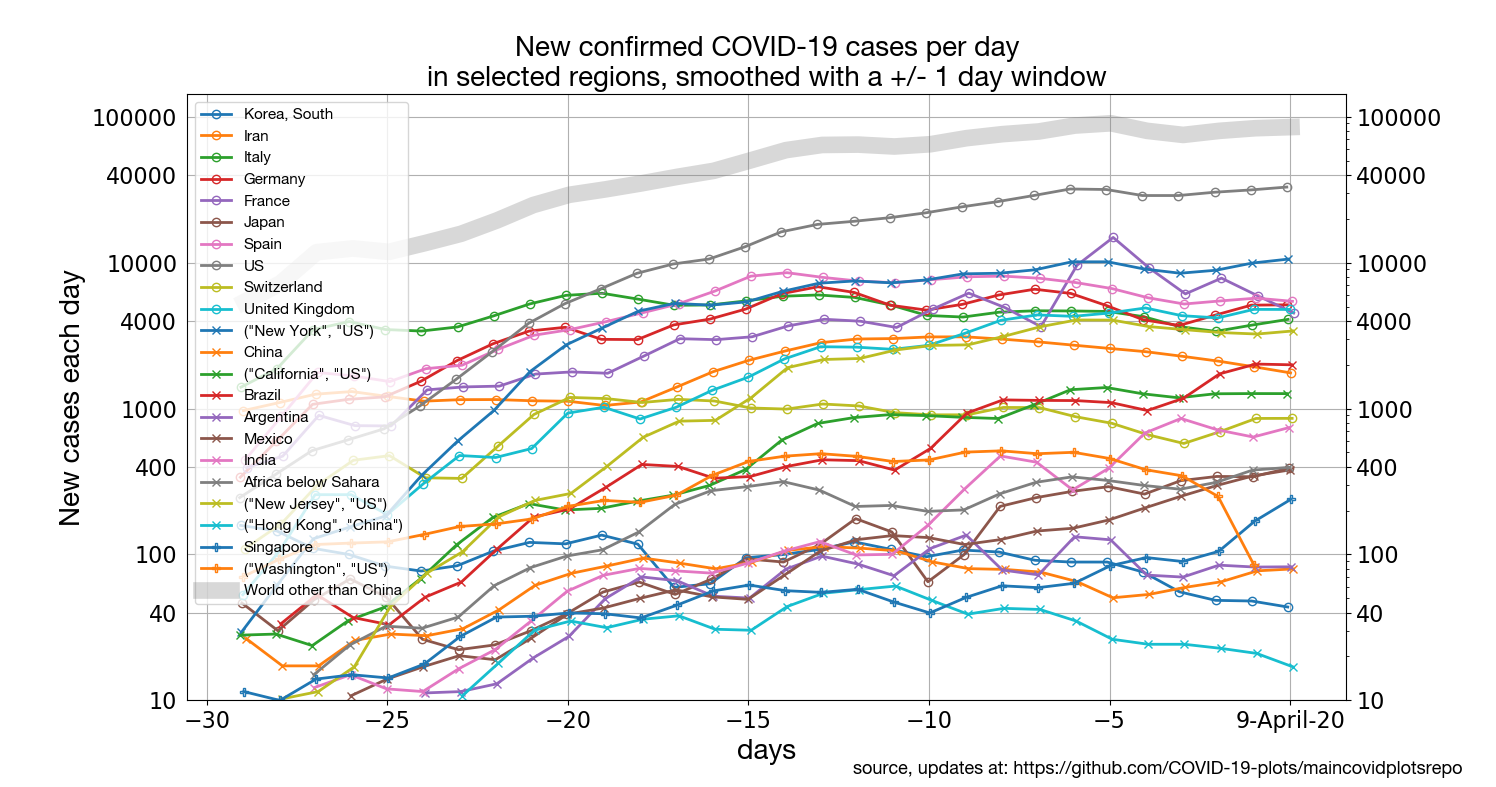 New confirmed COVID-19 cases per day
in selected regions, smoothed with a +/- 1 day window
New cases each day
100000
40000
10000
4000
1000
400
100
40
10
Korea, South
Iran
Italy
Germany
France
Japan
Spain
US
Switzerland
United Kingdom
("New York", "US")
China
("California", "US")
Brazil
Argentina
Mexico
India
Africa below Sahara
("New Jersey", "US")
("Hong Kong", "China")
Singapore
("Washington", "US")
World other than China
100000
40000
10000
4000
1000
400
100
40
10
−30 −25 −20 −15 −10 −5 9-April-20
days
source, updates at: https://github.com/COVID-19-plots/maincovidplotsrepo